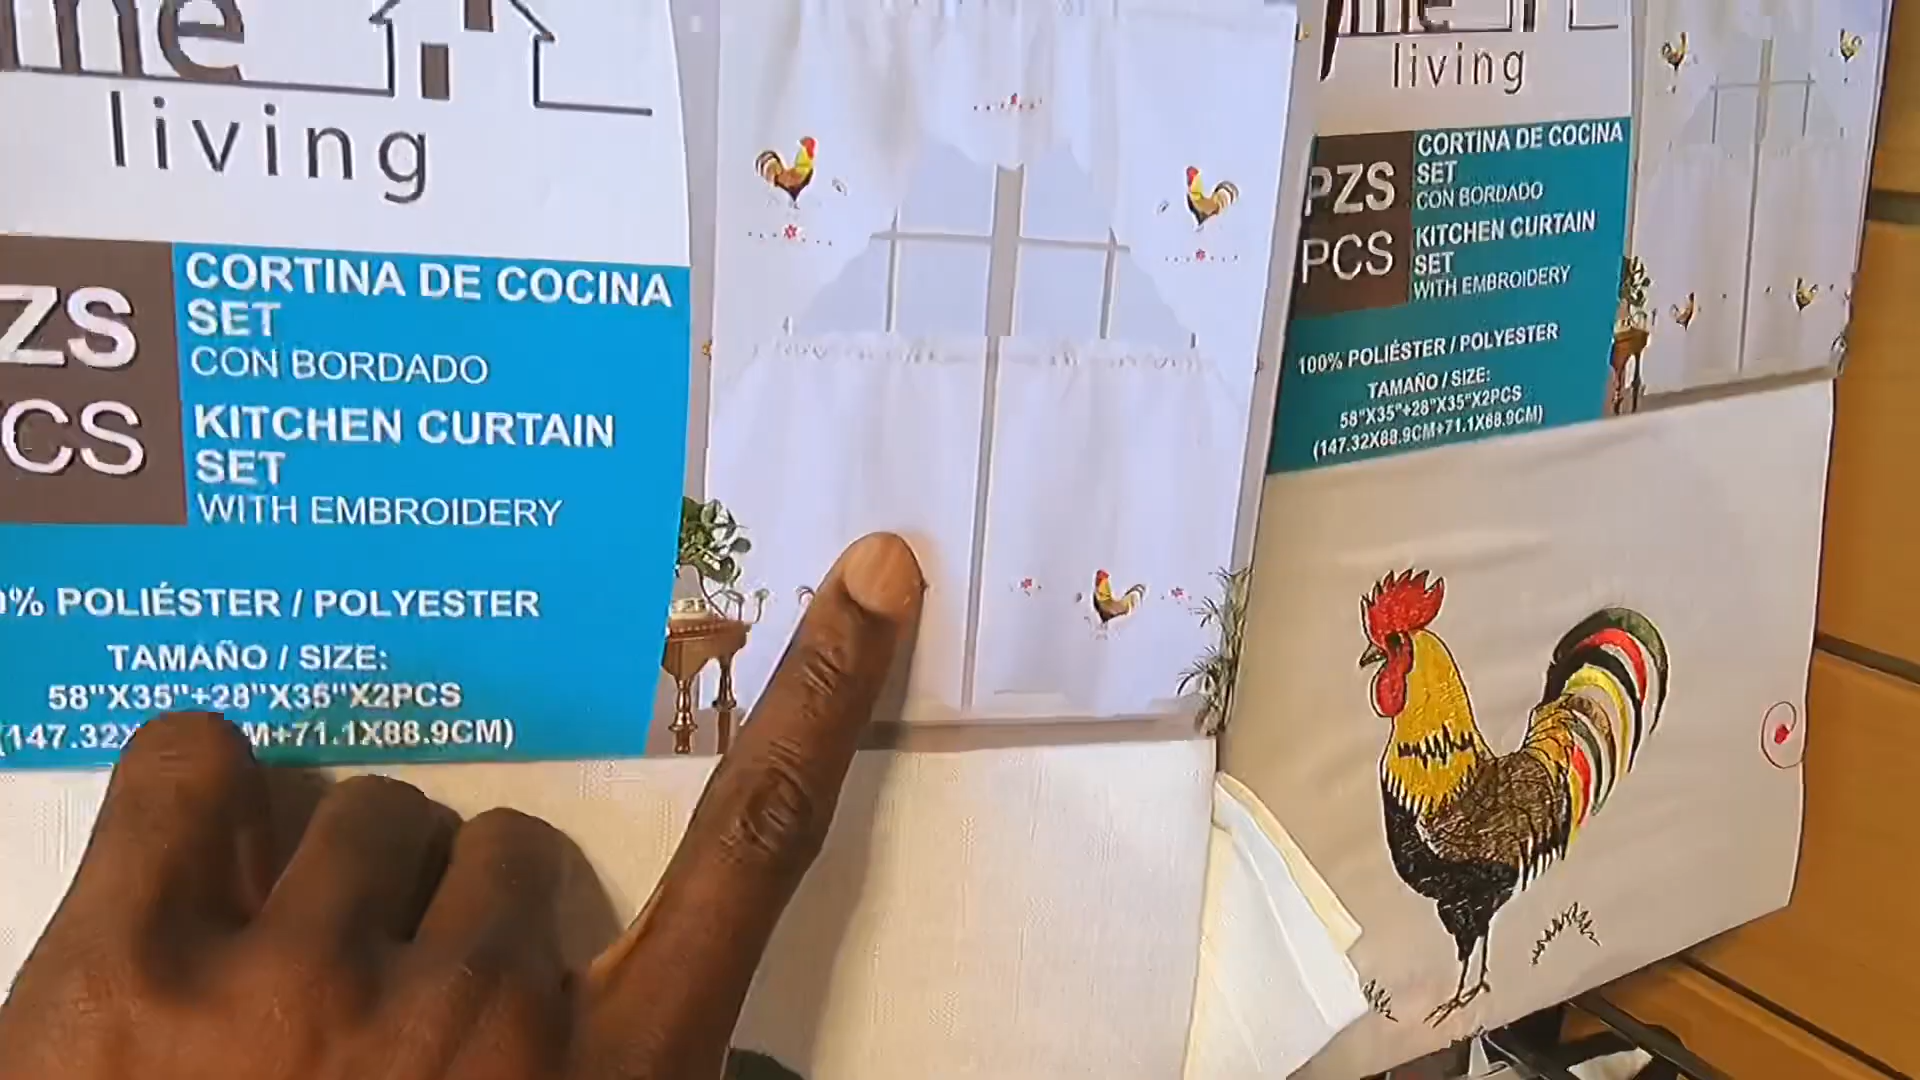 living
CORTINA DE COCINA
SET
CON BORDADO
KITCHEN CURTAIN
SET
WITH EMBROIDERY
% POLIÉSTER / POLYESTER
TAMAÑO / SIZE:
58"X35"+28"X35"X2PCS
(147.32X M+71.1X88.9CM)
living
PZS
PCS
CORTINA DE COCINA
SET
CON BORDADO
KITCHEN CURTAIN
SET
WITH EMBROIDERY
100% POLIÉSTER / POLYESTER
TAMAÑO / SIZE:
58"X35"+28"X35"X2PCS
(147.32X88.9CM+71.1X88.9CM)